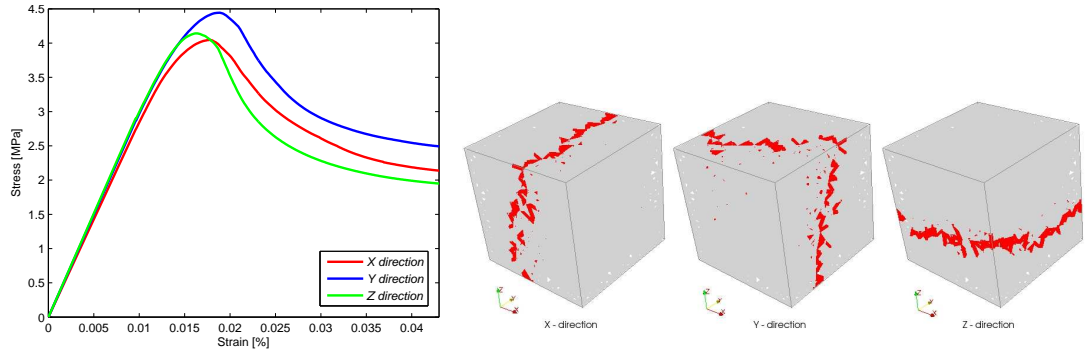 4.5
4
3.5
3
2.5
2
1.5
1
0.5
0
Stress [MPa]
0 0.005 0.01 0.015 0.02 0.025 0.03 0.035 0.04
Strain [%]
X direction
Y direction
Z direction
Z Y X
X - direction
Z Y X
Y - direction
Z Y X
Z - direction